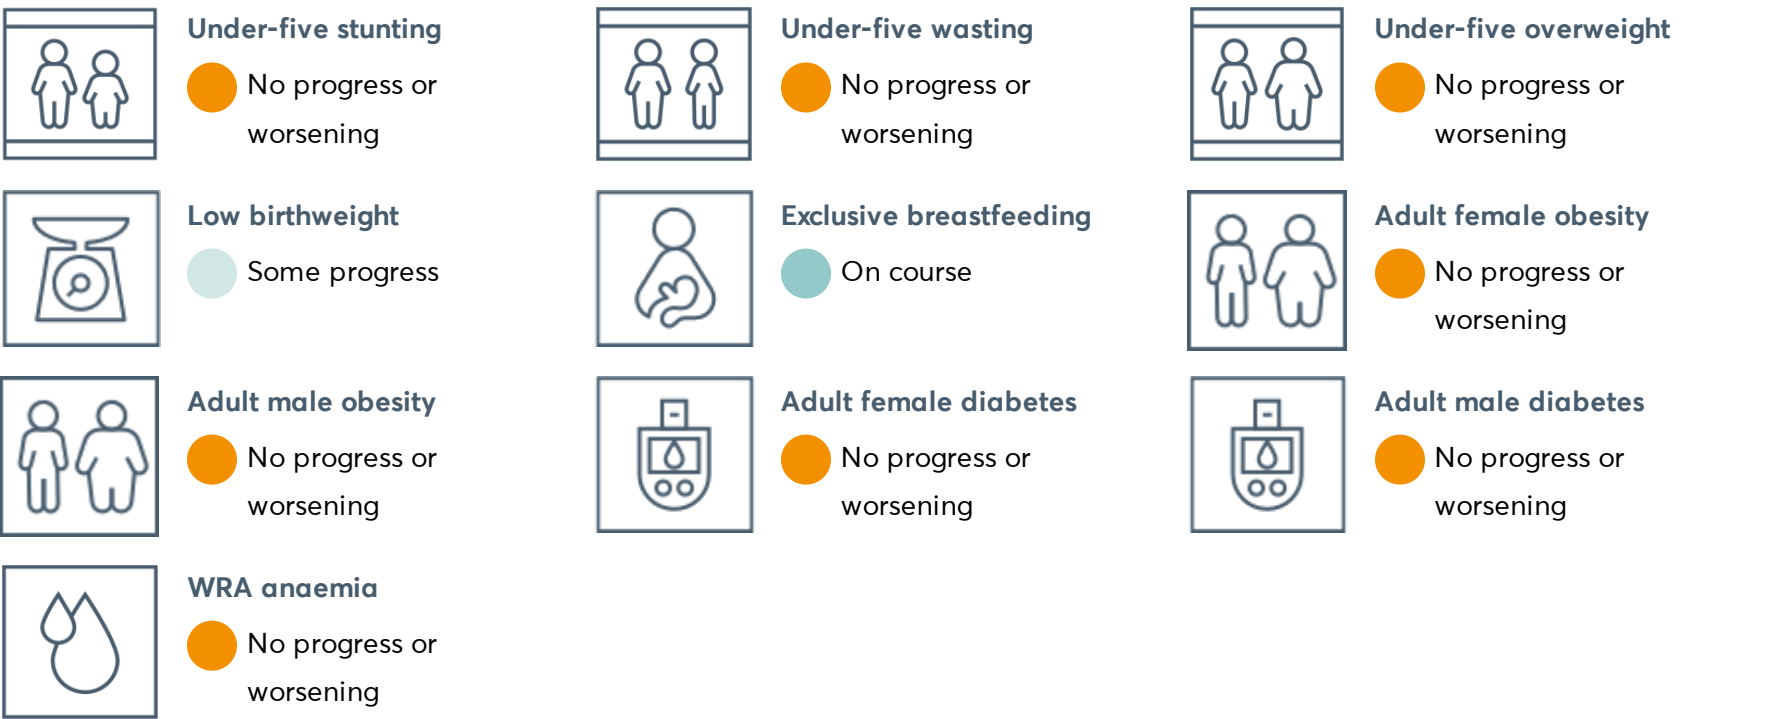 Under-five stunting
No progress or
worsening
Under-five wasting
No progress or
worsening
Under-five overweight
No progress or
worsening
Low birthweight
Some progress
Exclusive breastfeeding
On course
Adult female obesity
No progress or
worsening
Adult male obesity
No progress or
worsening
Adult female diabetes
No progress or
worsening
Adult male diabetes
No progress or
worsening
WRA anaemia
No progress or
worsening